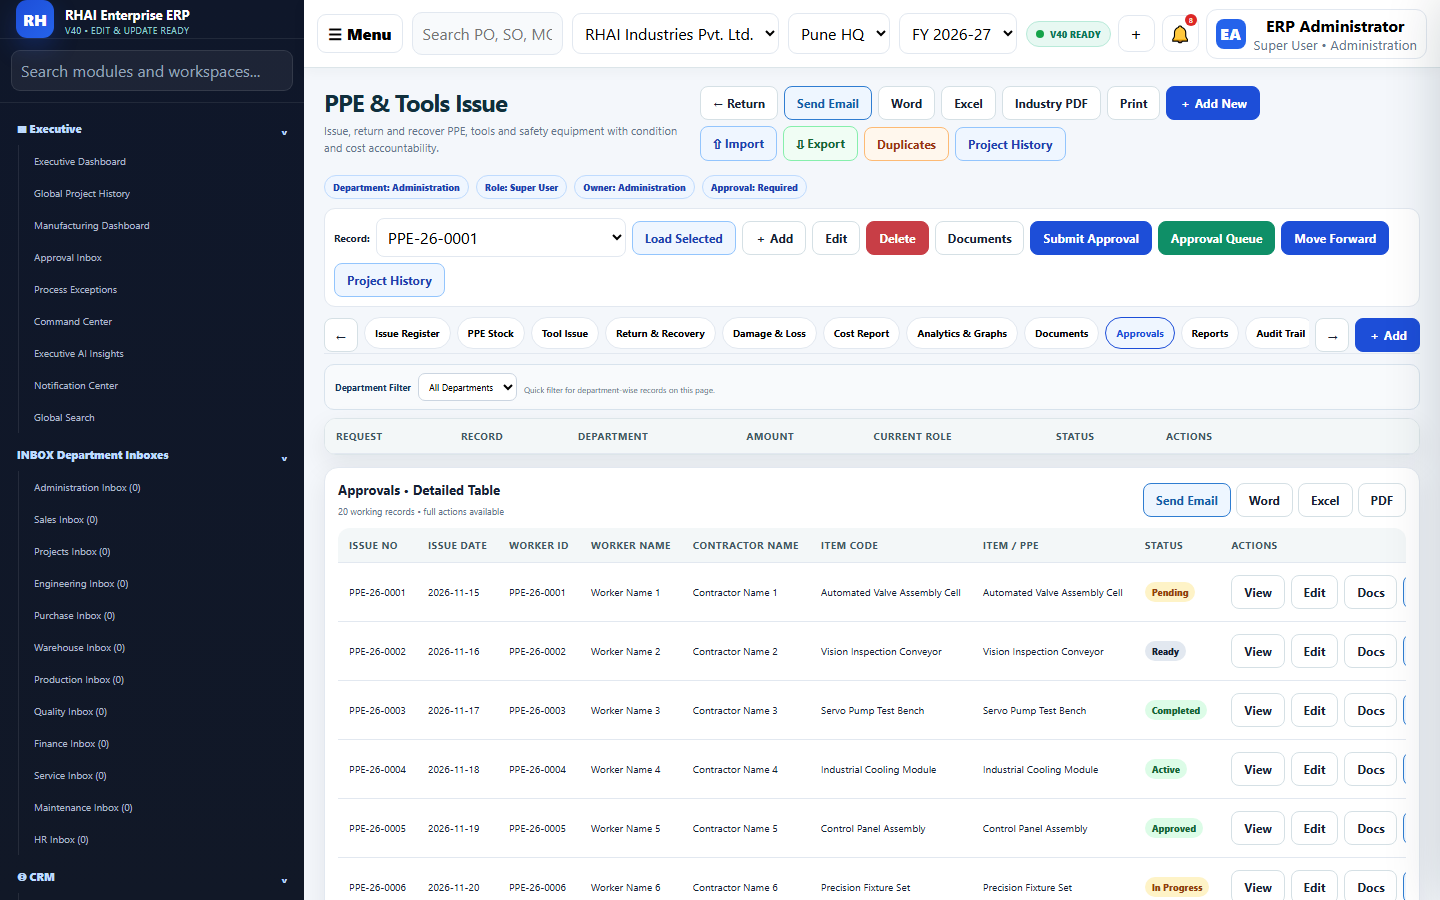 RH
RHAI Enterprise ERP
V40 • EDIT & UPDATE READY
Search modules and workspaces...
Executive
v
Executive Dashboard
Global Project History
Manufacturing Dashboard
Approval Inbox
Process Exceptions
Command Center
Executive AI Insights
Notification Center
Global Search
INBOX Department Inboxes
v
Administration Inbox (0)
Sales Inbox (0)
Projects Inbox (0)
Engineering Inbox (0)
Purchase Inbox (0)
Warehouse Inbox (0)
Production Inbox (0)
Quality Inbox (0)
Finance Inbox (0)
Service Inbox (0)
Maintenance Inbox (0)
HR Inbox (0)
CRM
v
☰ Menu
Search PO, SO, MO
RHAI Industries Pvt. Ltd.
Pune HQ
FY 2026-27
V40 READY
+
8
EA
ERP Administrator
Super User • Administration
PPE & Tools Issue
Issue, return and recover PPE, tools and safety equipment with condition
and cost accountability.
← Return
Send Email
Word
Excel
Industry PDF
Print
+ Add New
⇧ Import
⇩ Export
Duplicates
Project History
Department: Administration
Role: Super User
Owner: Administration
Approval: Required
Record:
PPE-26-0001
Load Selected
+ Add
Edit
Delete
Documents
Submit Approval
Approval Queue
Move Forward
Project History
←
Issue Register
PPE Stock
Tool Issue
Return & Recovery
Damage & Loss
Cost Report
Analytics & Graphs
Documents
Approvals
Reports
Audit Trail
→
+ Add
Department Filter
All Departments
Quick filter for department-wise records on this page.
REQUEST RECORD DEPARTMENT AMOUNT CURRENT ROLE STATUS ACTIONS
Approvals • Detailed Table
20 working records • full actions available
Send Email
Word
Excel
PDF
ISSUE NO ISSUE DATE WORKER ID WORKER NAME CONTRACTOR NAME ITEM CODE ITEM / PPE STATUS ACTIONS
PPE-26-0001 2026-11-15 PPE-26-0001 Worker Name 1 Contractor Name 1 Automated Valve Assembly Cell Automated Valve Assembly Cell Pending View Edit Docs
PPE-26-0002 2026-11-16 PPE-26-0002 Worker Name 2 Contractor Name 2 Vision Inspection Conveyor Vision Inspection Conveyor Ready View Edit Docs
PPE-26-0003 2026-11-17 PPE-26-0003 Worker Name 3 Contractor Name 3 Servo Pump Test Bench Servo Pump Test Bench Completed View Edit Docs
PPE-26-0004 2026-11-18 PPE-26-0004 Worker Name 4 Contractor Name 4 Industrial Cooling Module Industrial Cooling Module Active View Edit Docs
PPE-26-0005 2026-11-19 PPE-26-0005 Worker Name 5 Contractor Name 5 Control Panel Assembly Control Panel Assembly Approved View Edit Docs
PPE-26-0006 2026-11-20 PPE-26-0006 Worker Name 6 Contractor Name 6 Precision Fixture Set Precision Fixture Set In Progress View Edit Docs